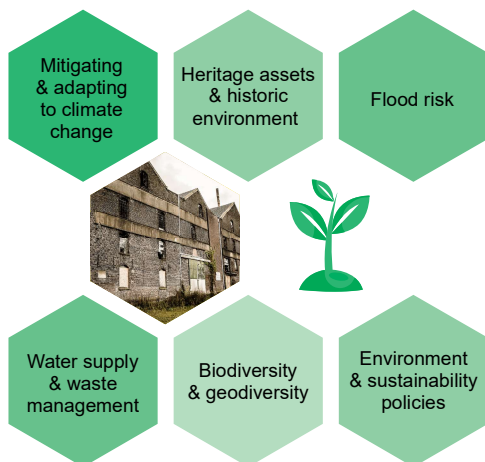 Mitigating
& adapting
to climate
change
Heritage assets
& historic
environment
Flood risk
Water supply
& waste
management
Biodiversity
& geodiversity
Environment
& sustainability
policies